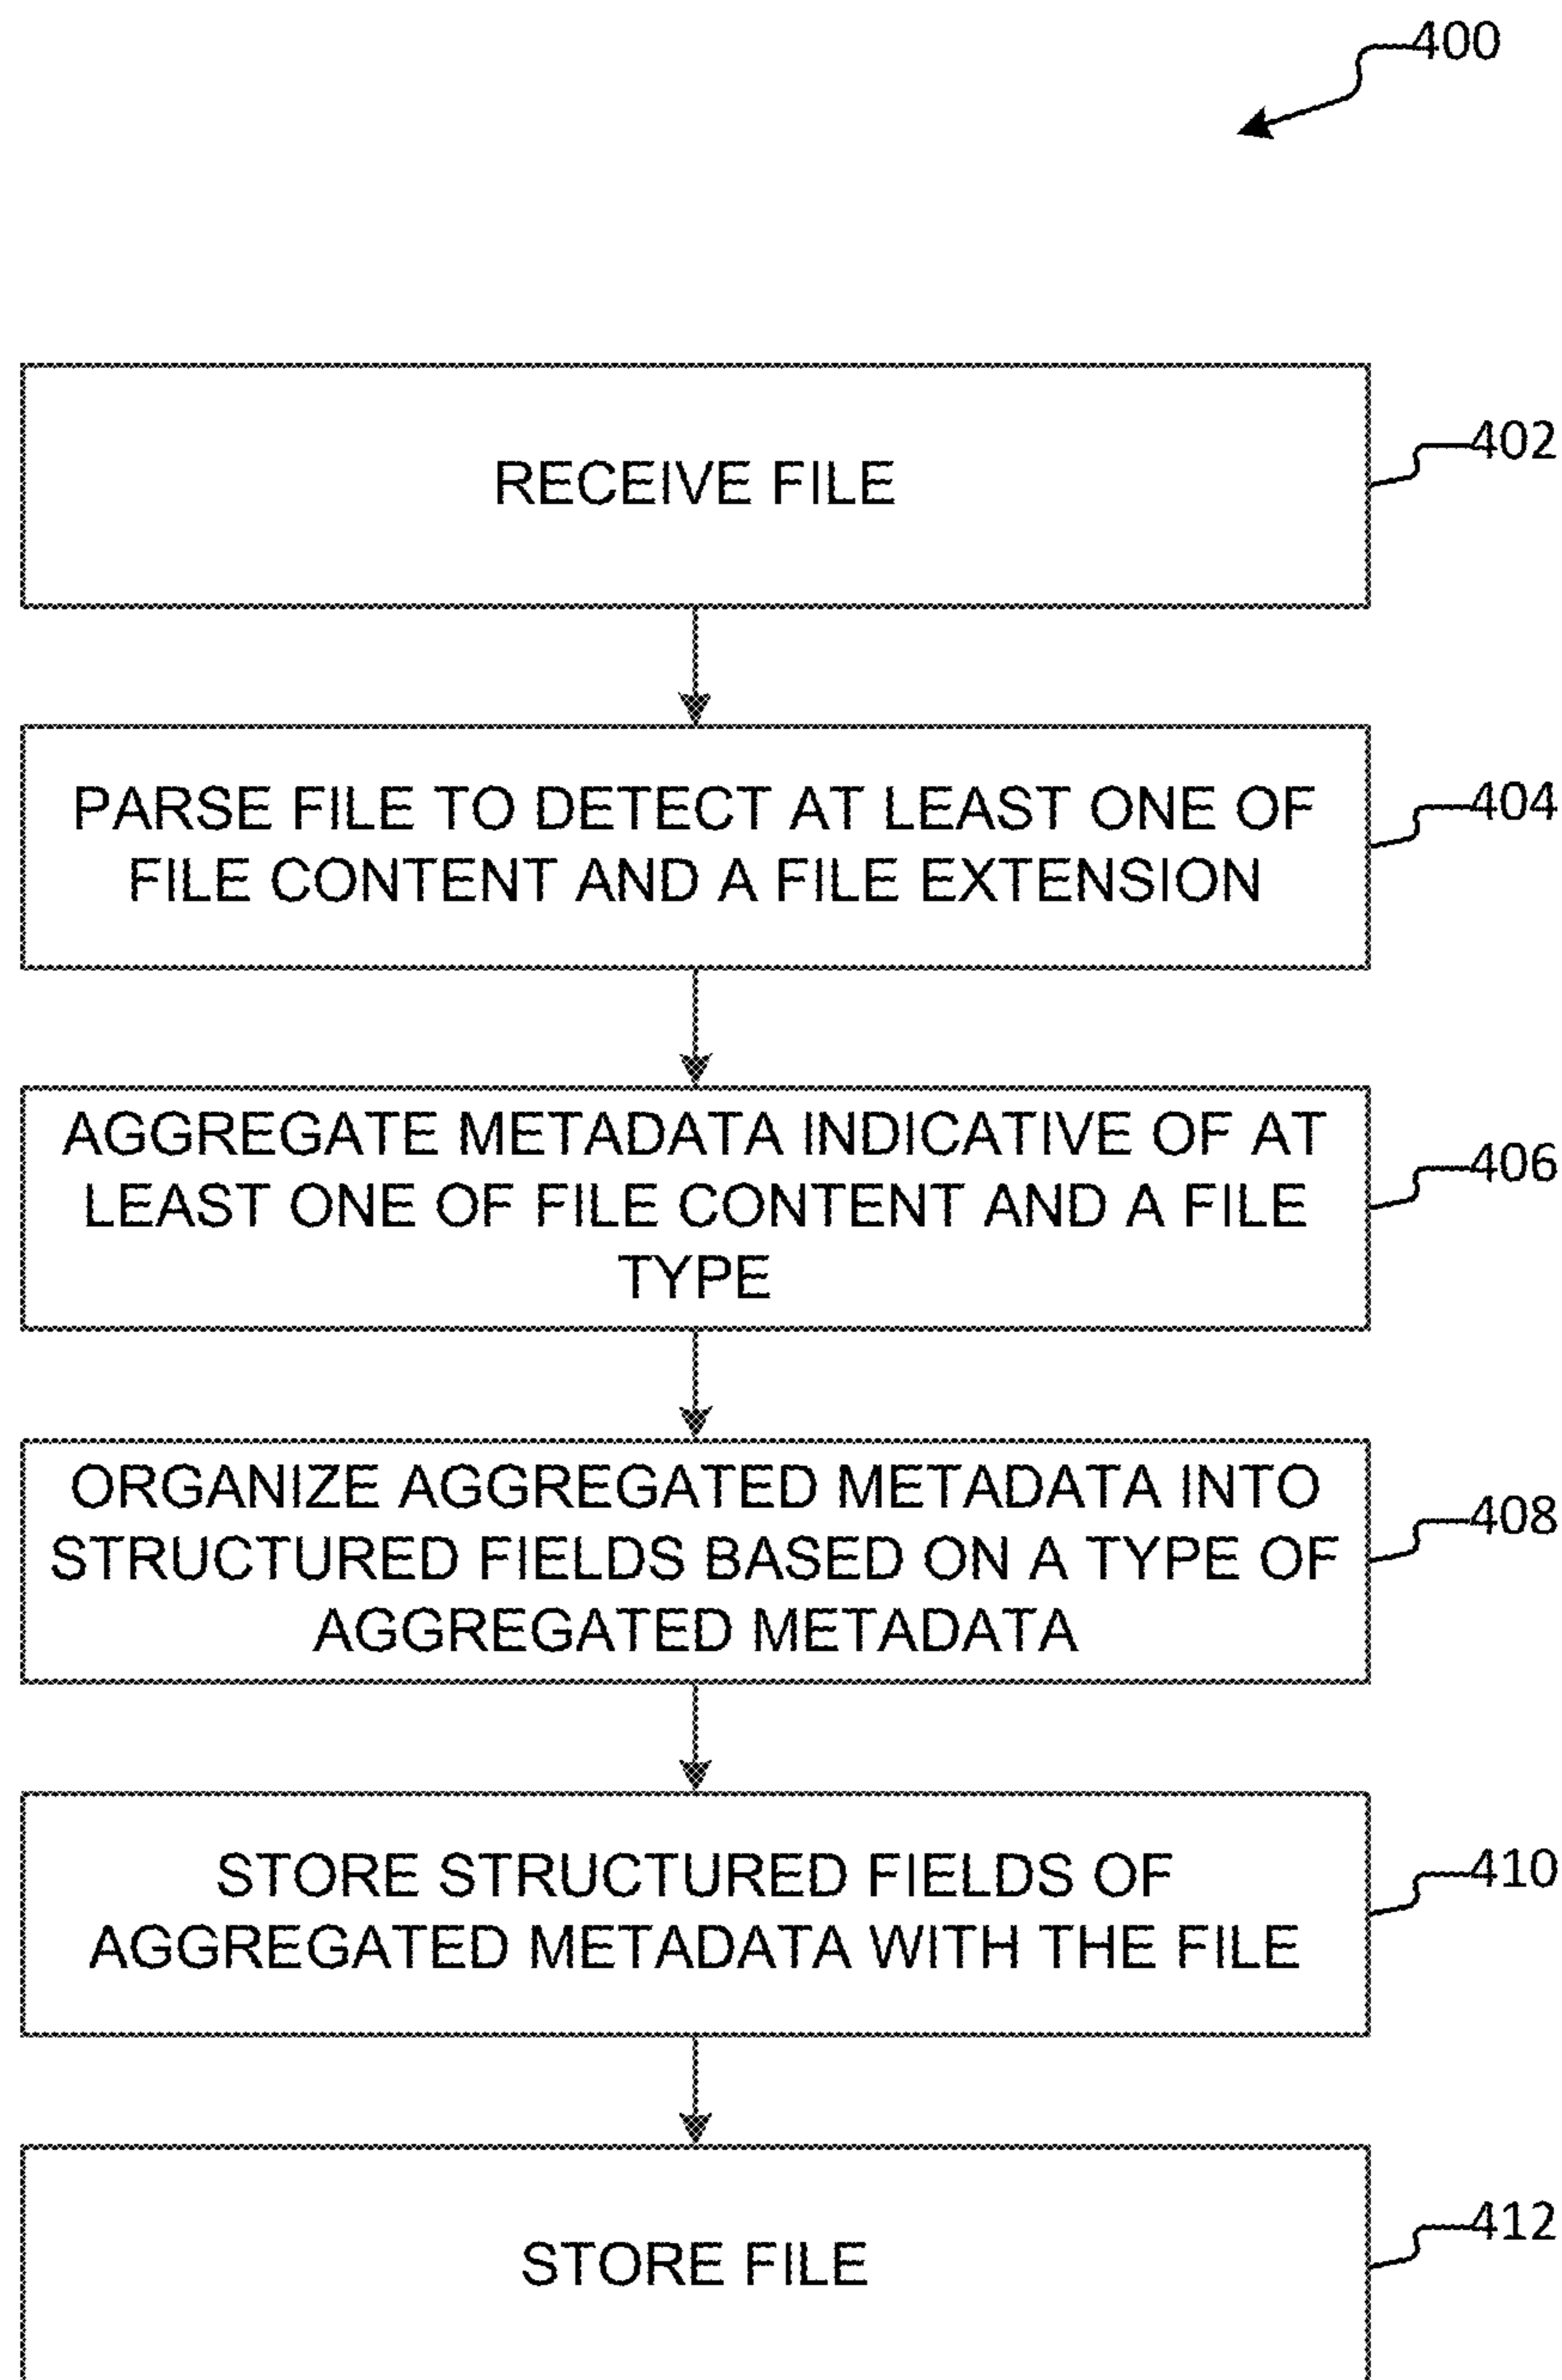 400
RECEIVE FILE
402
PARSE FILE TO DETECT AT LEAST ONE OF
FILE CONTENT AND A FILE EXTENSION
404
AGGREGATE METADATA INDICATIVE OF AT
LEAST ONE OF FILE CONTENT AND A FILE
TYPE
406
ORGANIZE AGGREGATED METADATA INTO
STRUCTURED FIELDS BASED ON A TYPE OF
AGGREGATED METADATA
408
STORE STRUCTURED FIELDS OF
AGGREGATED METADATA WITH THE FILE
410
STORE FILE
412